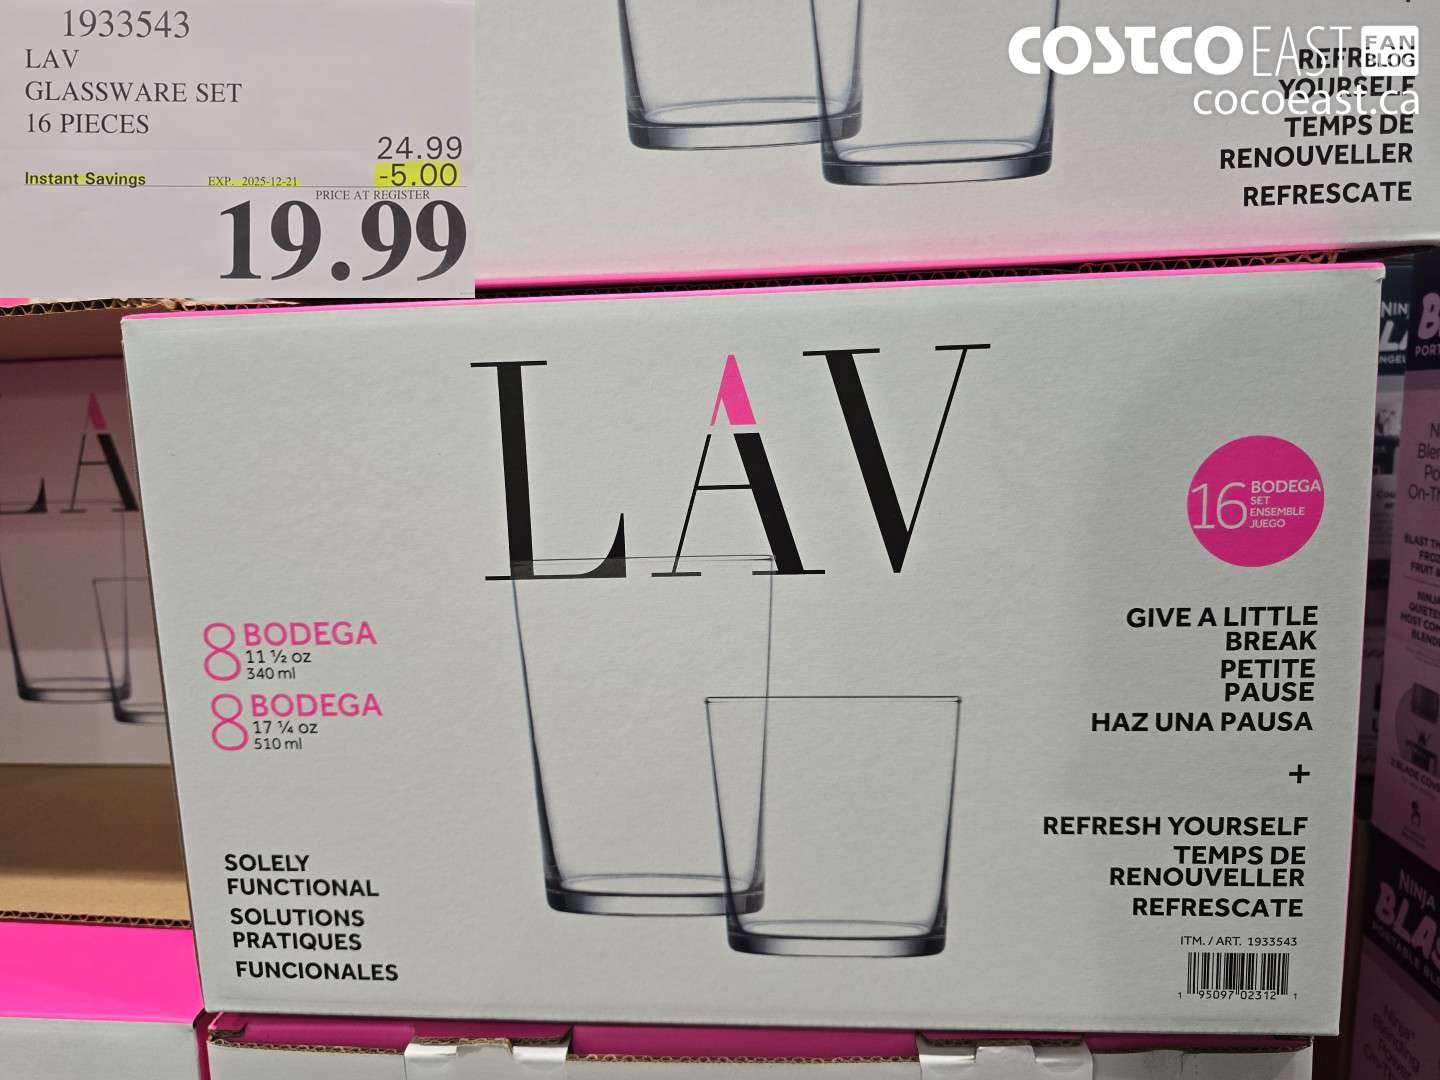 1933543
LAV
GLASSWARE SET
16 PIECES
24.99
Instant Savings EXP. 2025-12-21 -5.00
PRICE AT REGISTER
19.99
COSTCO EAST FAN BLOG
cocoeast.ca
REFRESH
YOURSELF
TEMPS DE
RENOUVELLER
REFRESCATE
LAV
16 BODEGA
SET
ENSEMBLE
JUEGO
8 BODEGA
11 ½ oz
340 ml
8 BODEGA
17 ¼ oz
510 ml
GIVE A LITTLE
BREAK
PETITE
PAUSE
HAZ UNA PAUSA
+
REFRESH YOURSELF
TEMPS DE
RENOUVELLER
REFRESCATE
SOLELY
FUNCTIONAL
SOLUTIONS
PRATIQUES
FUNCIONALES
ITM. / ART. 1933543
1 95097 02312 1
NINJA